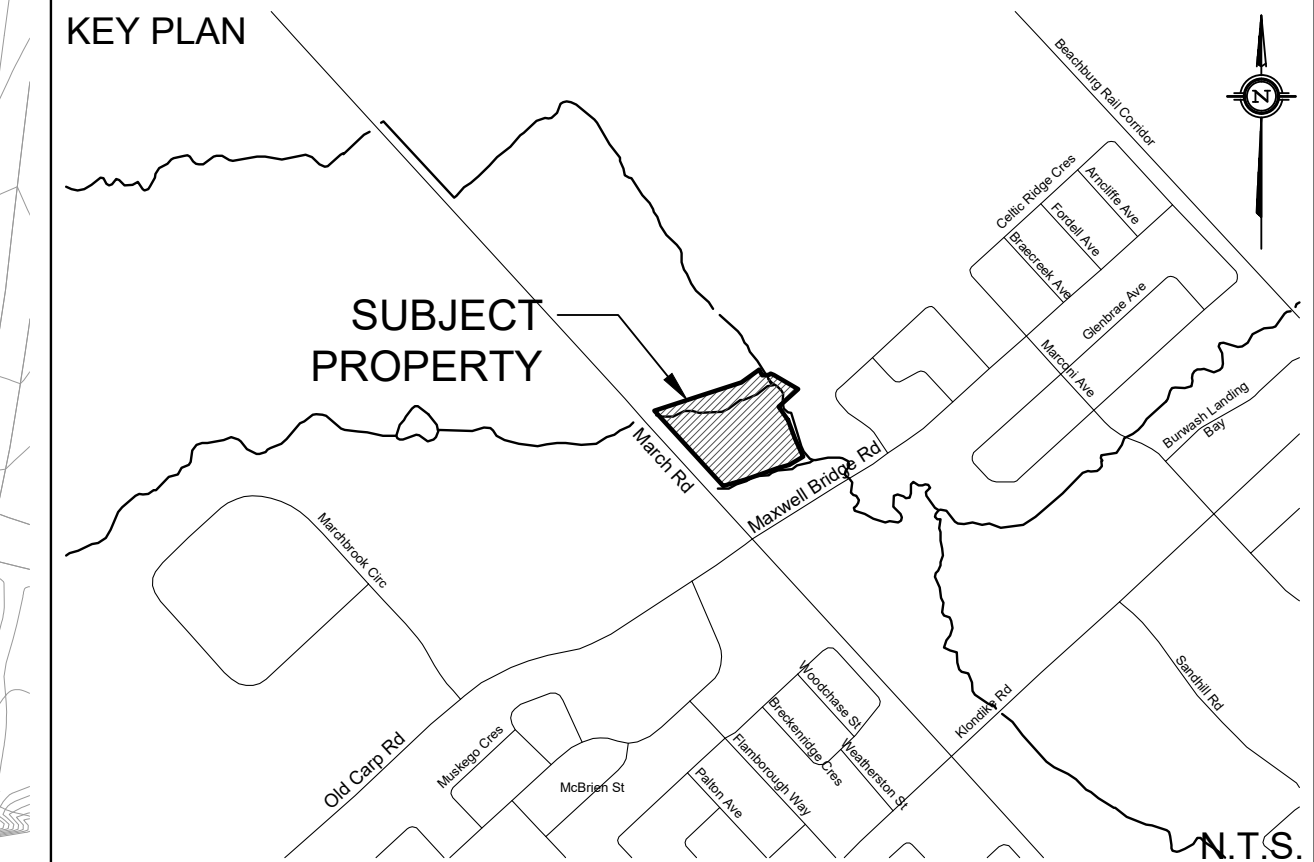 KEY PLAN
Beachburg Rail Corridor
N
Celtic Ridge Cres
Arncliffe Ave
Fordell Ave
Braecreek Ave
Glenbrae Ave
Marconi Ave
SUBJECT
PROPERTY
Burwash Landing
Bay
March Rd
Maxwell Bridge Rd
Marchbrook Circ
Woodchase St
Sandhill Rd
Klondike Rd
Breckenridge Cres
Weatherston St
Flamborough Way
Muskego Cres
Old Carp Rd
McBrien St
Palton Ave
N.T.S.